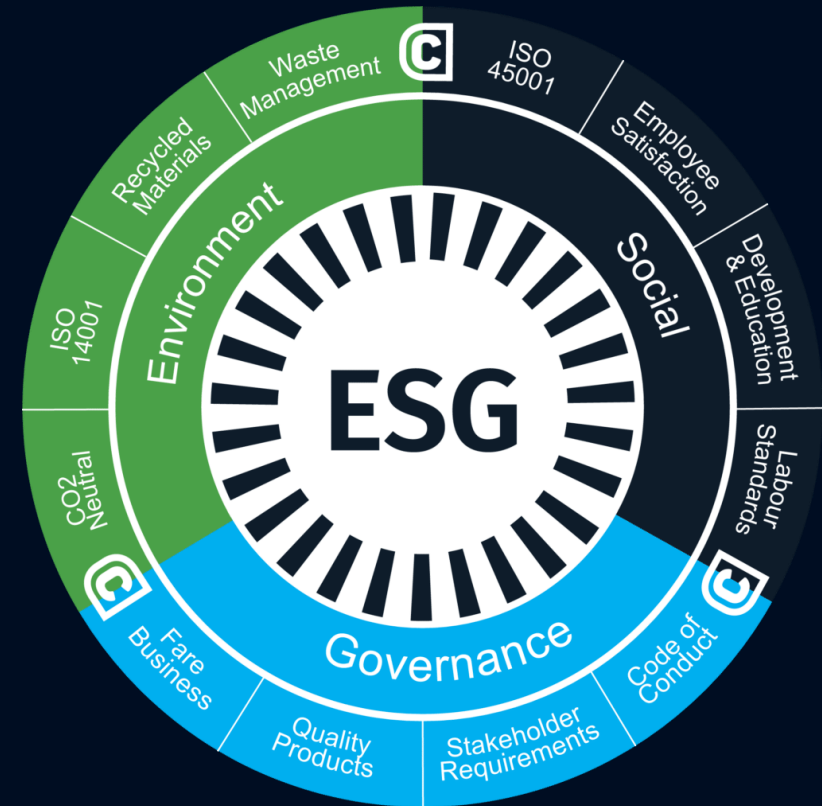 ESG
Environment
Social
Governance
Waste
Management
C
ISO
45001
Employee
Satisfaction
Development
& Education
Labour
Standards
C
Code of
Conduct
Stakeholder
Requirements
Quality
Products
Fare
Business
C
CO2
Neutral
ISO
14001
Recycled
Materials